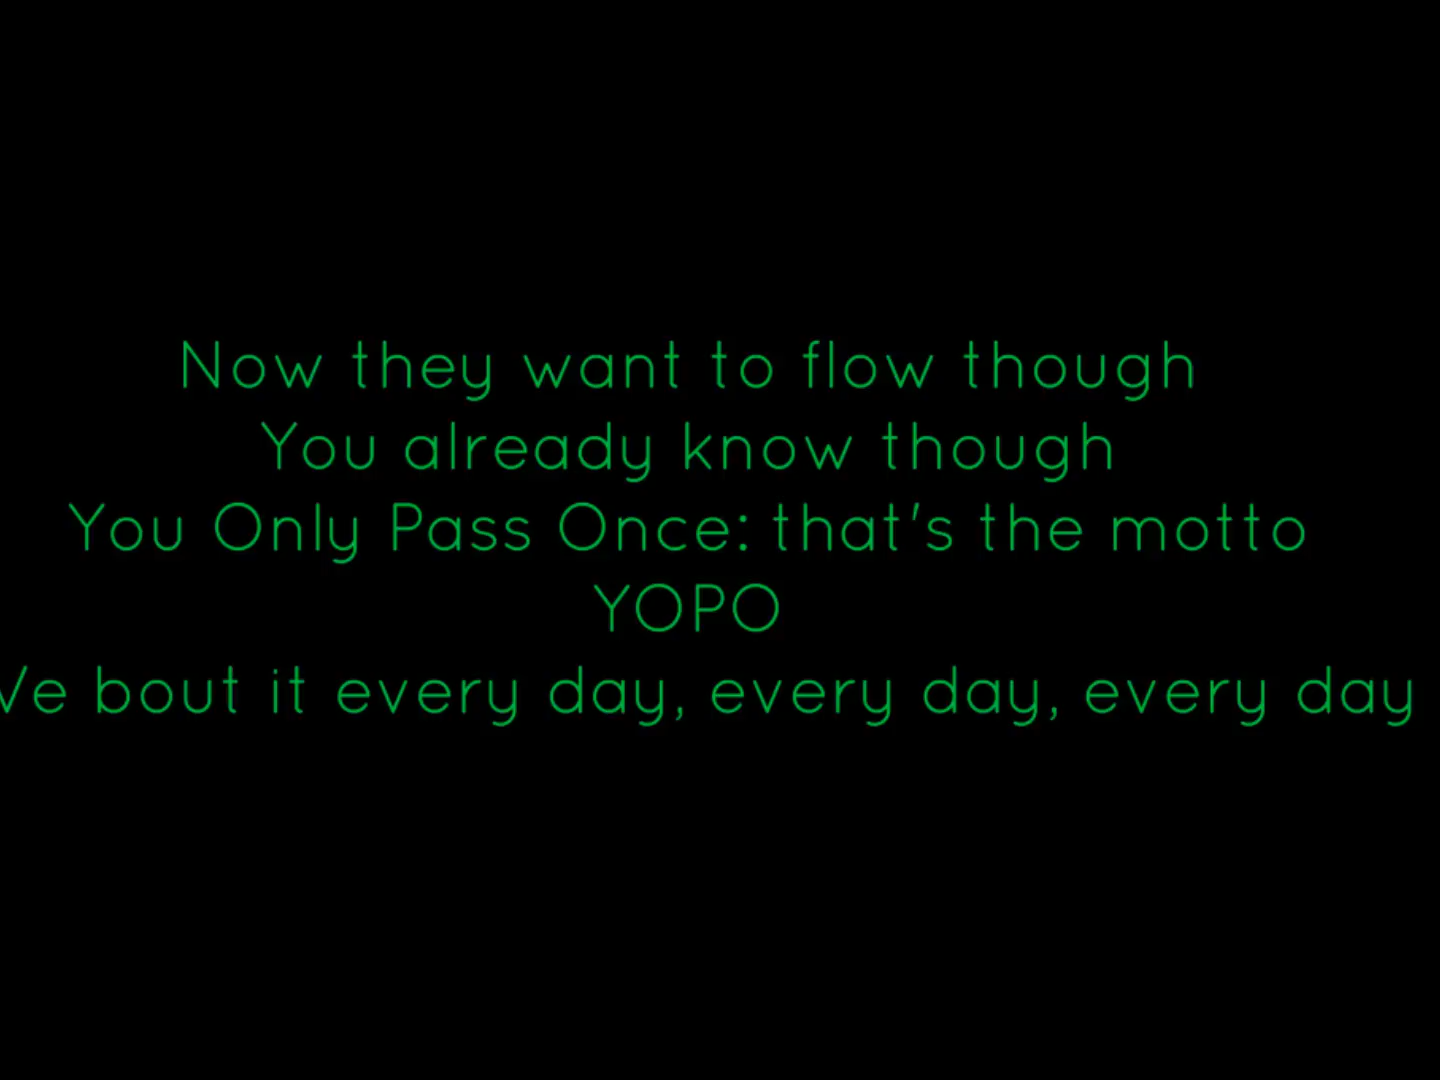 Now they want to flow though
You already know though
You Only Pass Once: that's the motto
YOPO
We bout it every day, every day, every day